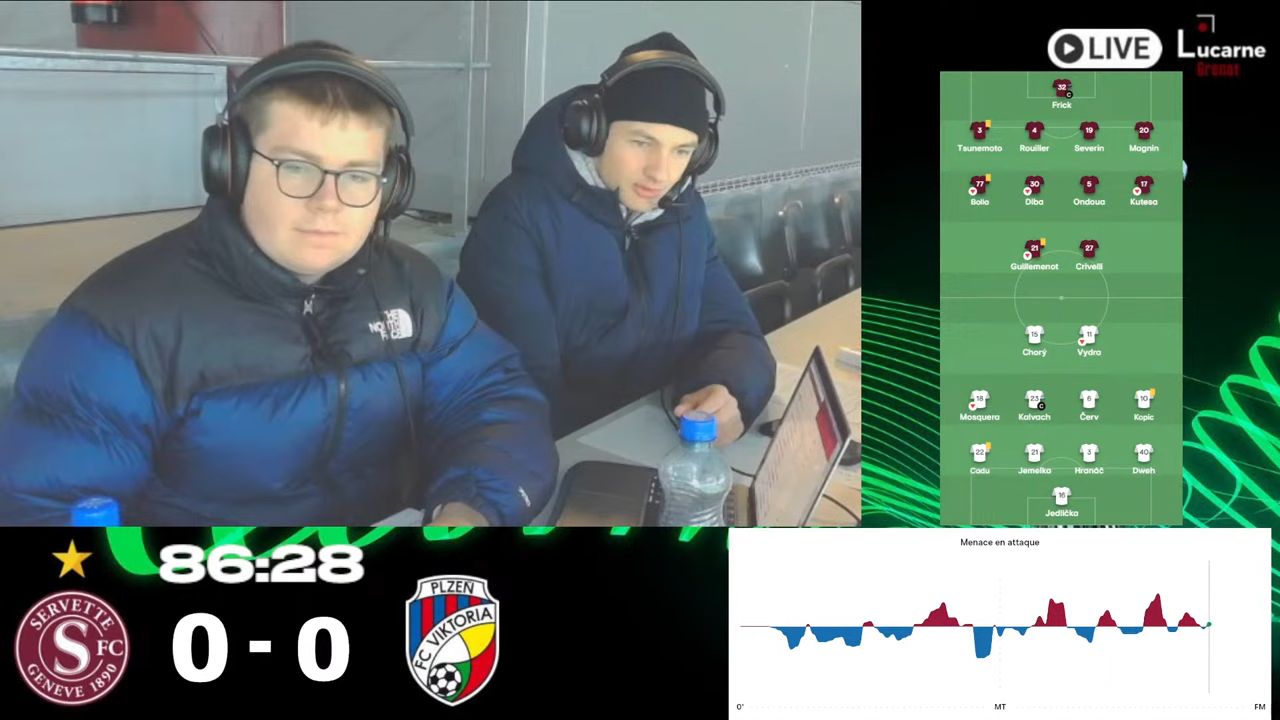 LIVE
Lucarne
Grenat
32
C
Frick
3 4 19 20
Tsunemoto Rouiller Severin Magnin
77 30 5 17
Bolla Diba Ondoua Kutesa
21 27
Guillemenot Crivelli
15 11
Chorý Vydra
18 23 C 6 10
Mosquera Kalvach Červ Kopic
22 21 3 40
Cadu Jemelka Hranáč Dweh
16
Jedlička
THE
NORTH
FACE
86:28
0 - 0
SERVETTE
S FC
GENEVE 1890
PLZEŇ
FC VIKTORIA
Menace en attaque
0' MT FM